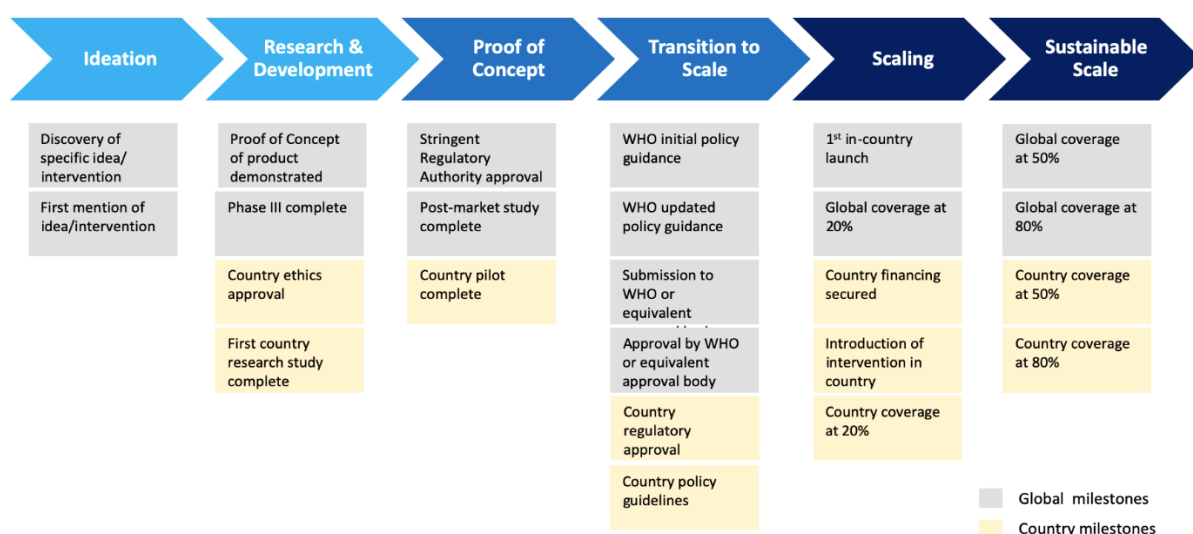 Ideation
Research &
Development
Proof of
Concept
Transition to
Scale
Scaling
Sustainable
Scale
Discovery of
specific idea/
intervention
First mention of
idea/intervention
Proof of Concept
of product
demonstrated
Phase III complete
Country ethics
approval
First country
research study
complete
Stringent
Regulatory
Authority approval
Post-market study
complete
Country pilot
complete
WHO initial policy
guidance
WHO updated
policy guidance
Submission to
WHO or
equivalent
Approval by WHO
or equivalent
approval body
Country
regulatory
approval
Country policy
guidelines
1st in-country
launch
Global coverage at
20%
Country financing
secured
Introduction of
intervention in
country
Country coverage
at 20%
Global coverage
at 50%
Global coverage at
80%
Country coverage
at 50%
Country coverage
at 80%
Global milestones
Country milestones